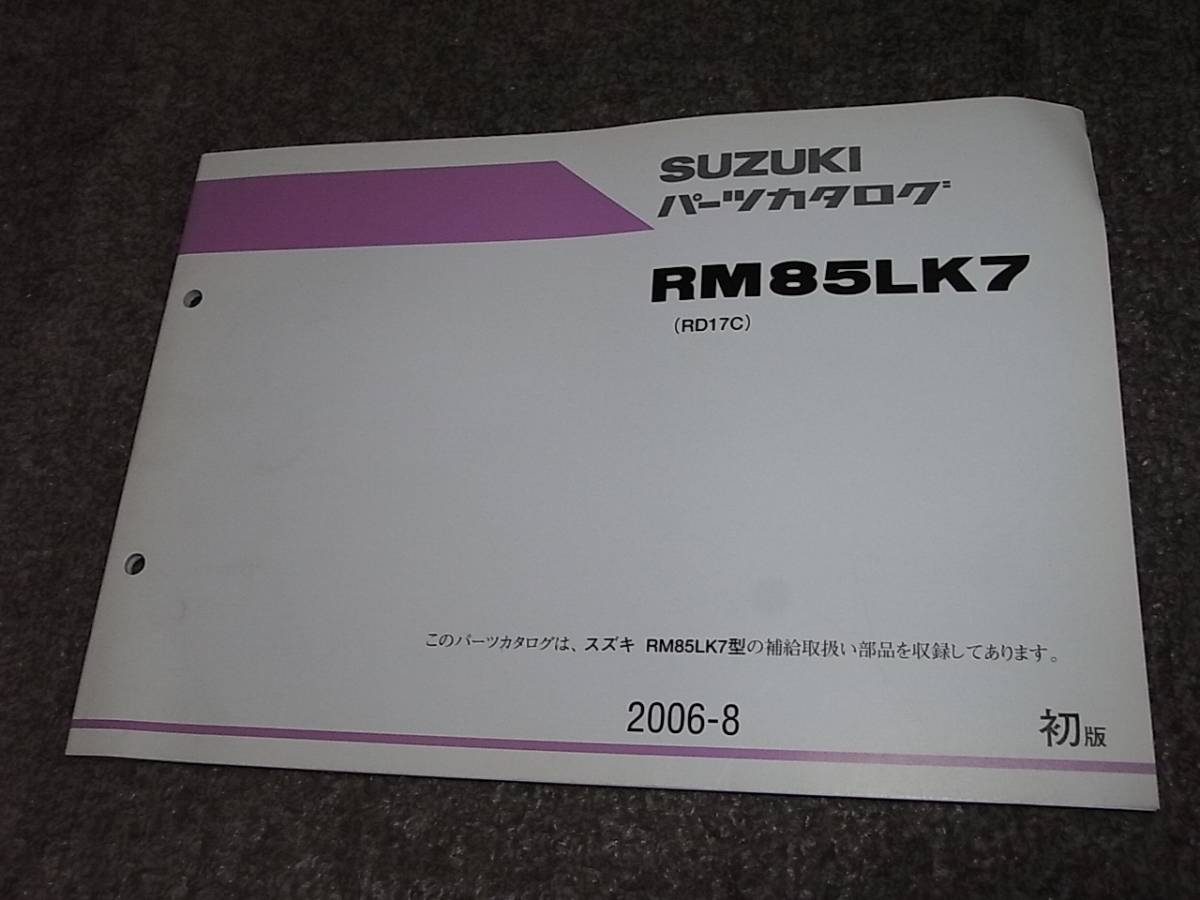 SUZUKI
パーツカタログ
RM85LK7
（RD17C）
このパーツカタログは、スズキ RM85LK7型の補給取扱い部品を収録してあります。
2006-8
初版